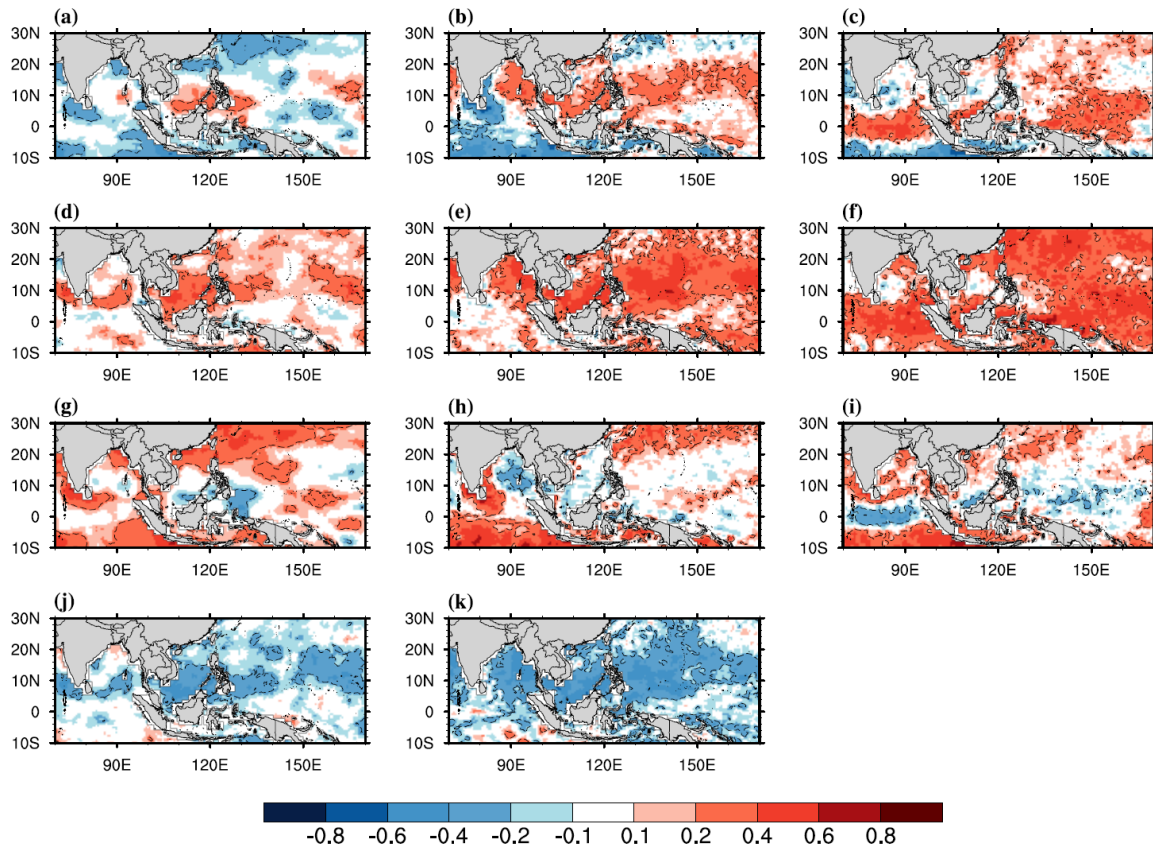 (a) (b) (c)
30N 30N 30N
20N 20N 20N
10N 10N 10N
0 0 0
10S 10S 10S
90E 120E 150E 90E 120E 150E 90E 120E 150E
(d) (e) (f)
30N 30N 30N
20N 20N 20N
10N 10N 10N
0 0 0
10S 10S 10S
90E 120E 150E 90E 120E 150E 90E 120E 150E
(g) (h) (i)
30N 30N 30N
20N 20N 20N
10N 10N 10N
0 0 0
10S 10S 10S
90E 120E 150E 90E 120E 150E 90E 120E 150E
(j) (k)
30N 30N
20N 20N
10N 10N
0 0
10S 10S
90E 120E 150E 90E 120E 150E
-0.8 -0.6 -0.4 -0.2 -0.1 0.1 0.2 0.4 0.6 0.8